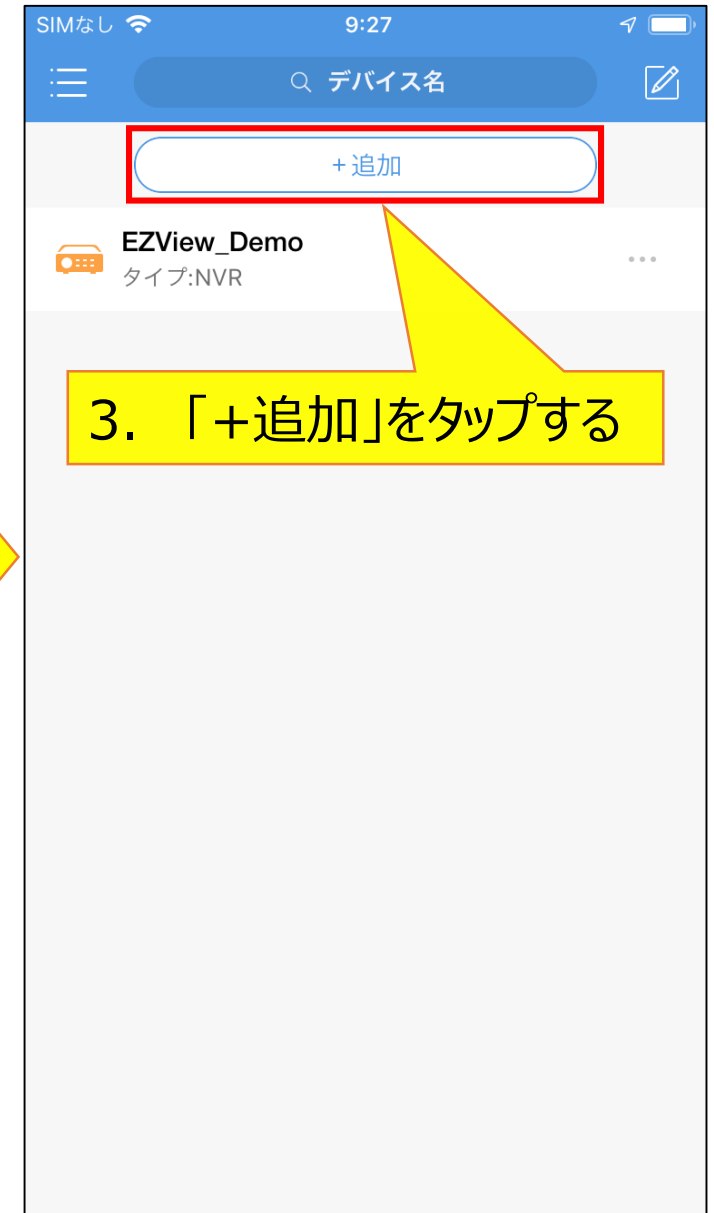 SIMなし 9:27
デバイス名
+追加
EZView_Demo
タイプ:NVR
3. 「+追加」をタップする